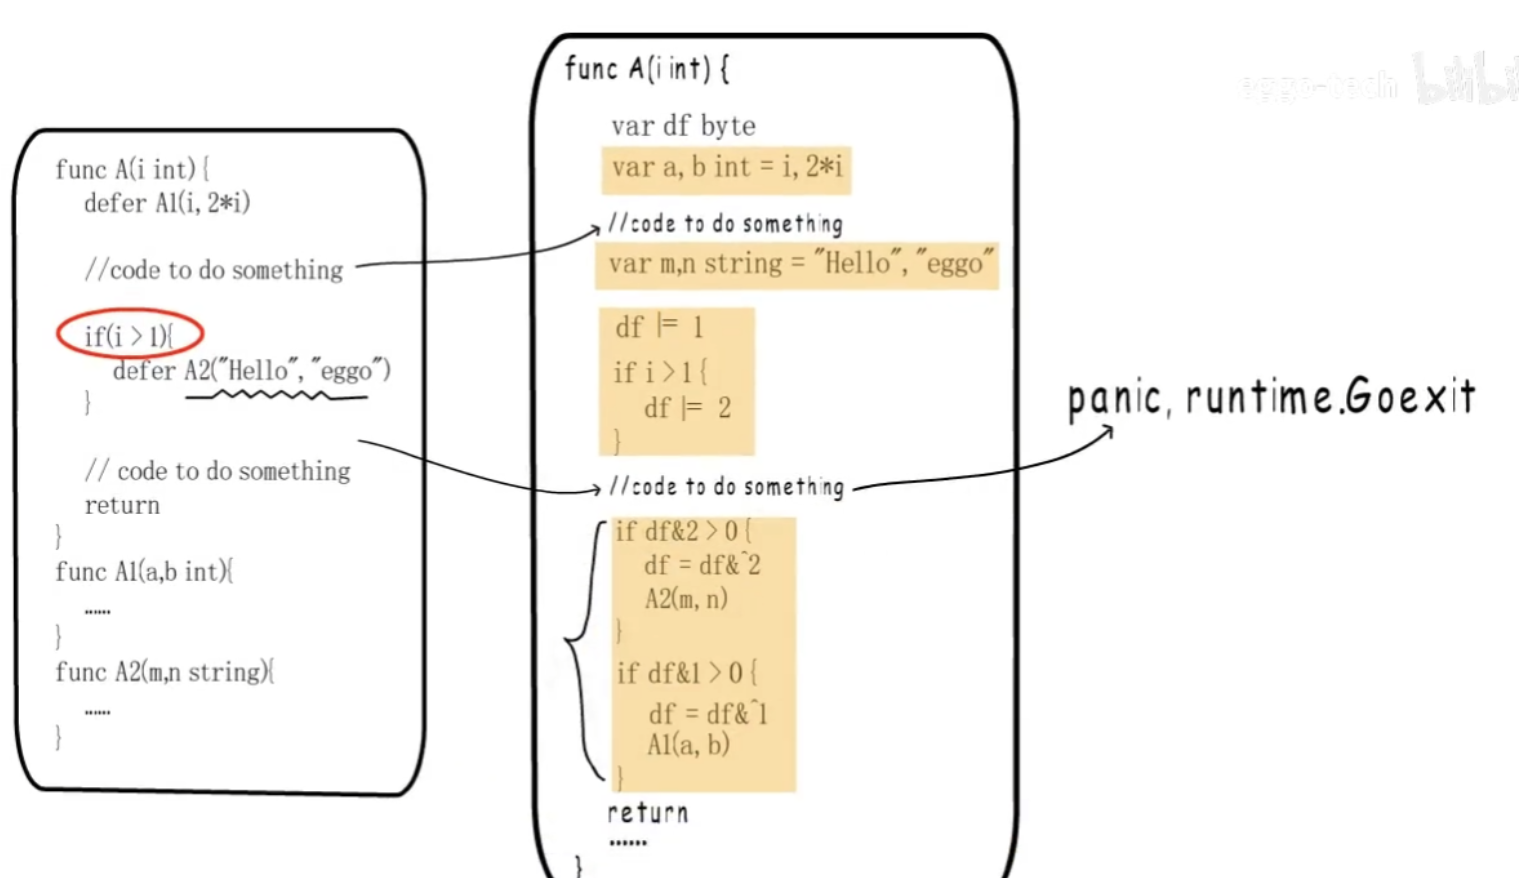 func A(i int) {
defer A1(i, 2*i)
//code to do something
if(i > 1){
defer A2("Hello", "eggo")
}
// code to do something
return
}
func A1(a,b int){
......
}
func A2(m,n string){
......
}
func A(i int) {
var df byte
var a, b int = i, 2*i
//code to do something
var m,n string = "Hello", "eggo"
df |= 1
if i > 1 {
df |= 2
}
//code to do something
if df&2 > 0 {
df = df&^2
A2(m, n)
}
if df&1 > 0 {
df = df&^1
A1(a, b)
}
return
......
}
panic, runtime.Goexit
eggo-tech